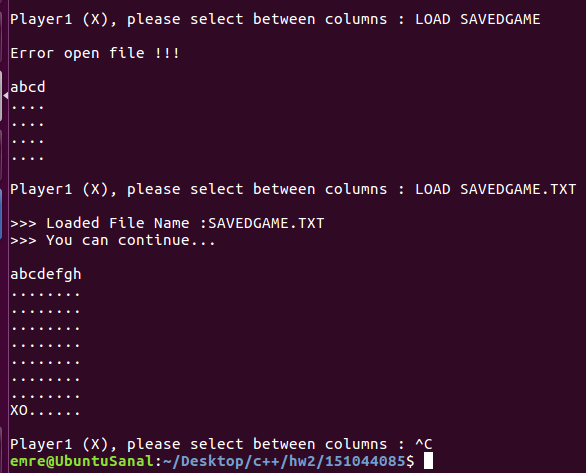 Player1 (X), please select between columns : LOAD SAVEDGAME
Error open file !!!
abcd
....
....
....
....
Player1 (X), please select between columns : LOAD SAVEDGAME.TXT
>>> Loaded File Name :SAVEDGAME.TXT
>>> You can continue...
abcdefgh
........
........
........
........
........
........
........
XO......
Player1 (X), please select between columns : ^C
emre@UbuntuSanal:~/Desktop/c++/hw2/151044085$